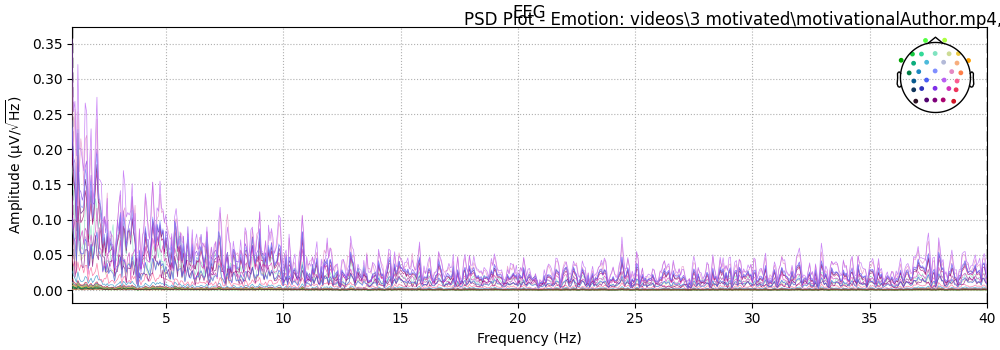 EEG
PSD Plot - Emotion: videos\3 motivated\motivationalAuthor.mp4,
0.35
0.30
0.25
0.20
0.15
0.10
0.05
0.00
Amplitude (µV/√Hz)
5 10 15 20 25 30 35 40
Frequency (Hz)